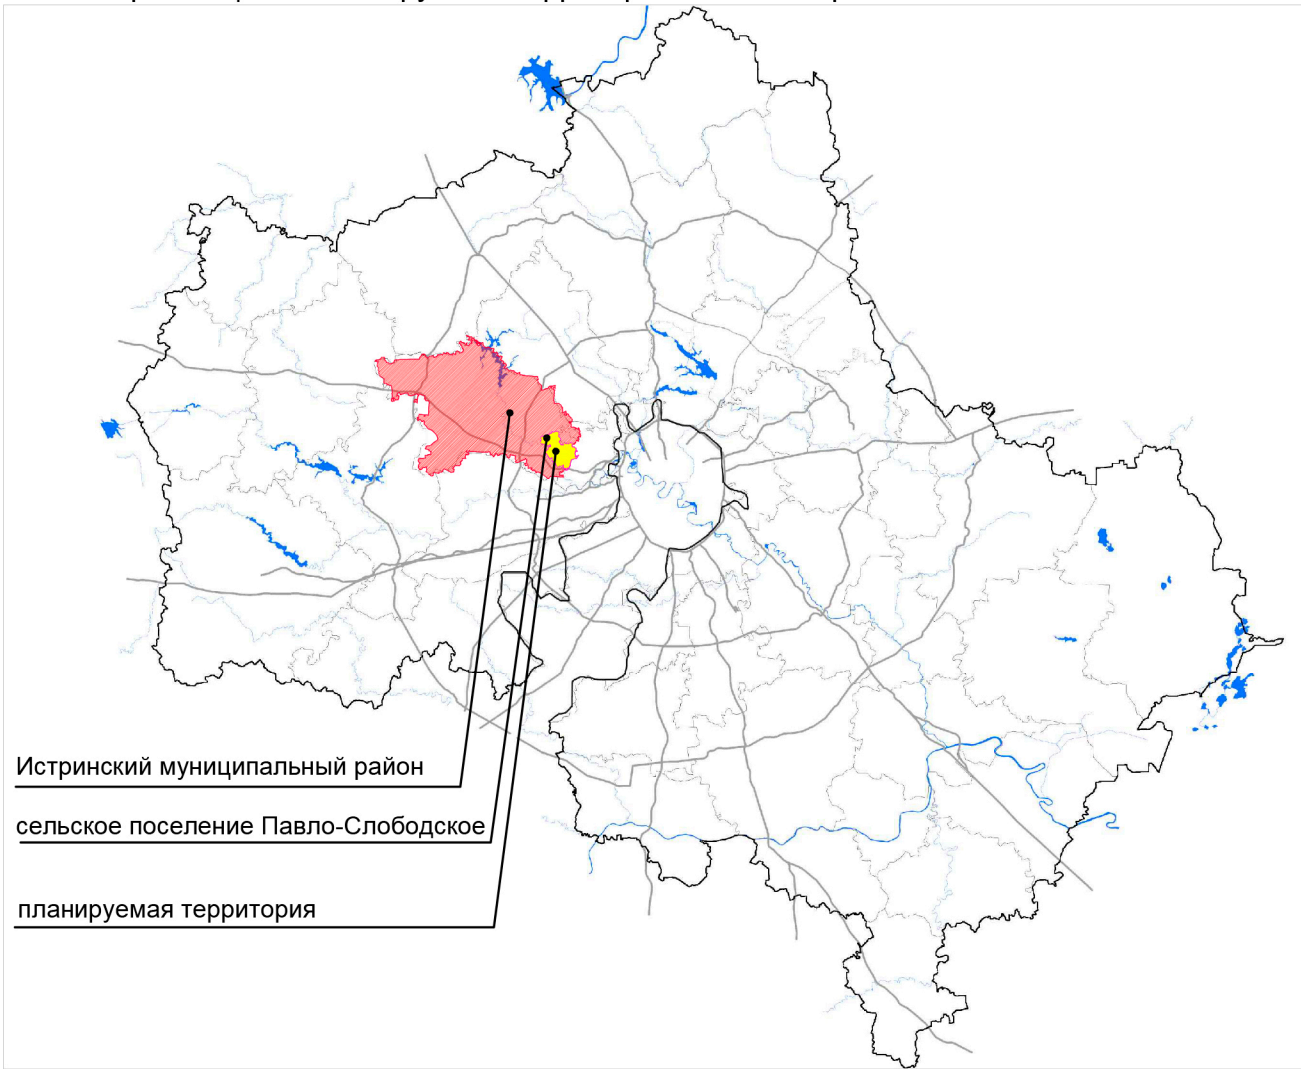 Истринский муниципальный район
сельское поселение Павло-Слободское
планируемая территория